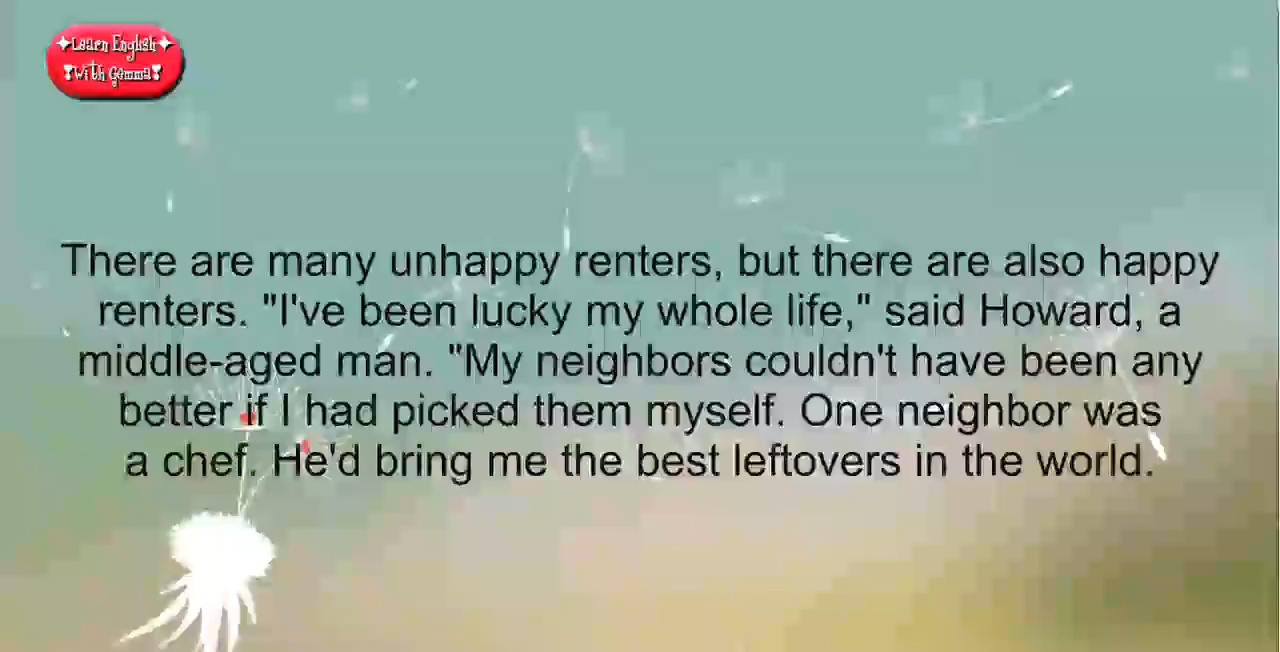 Learn English
With Gemma
There are many unhappy renters, but there are also happy
renters. "I've been lucky my whole life," said Howard, a
middle-aged man. "My neighbors couldn't have been any
better if I had picked them myself. One neighbor was
a chef. He'd bring me the best leftovers in the world.